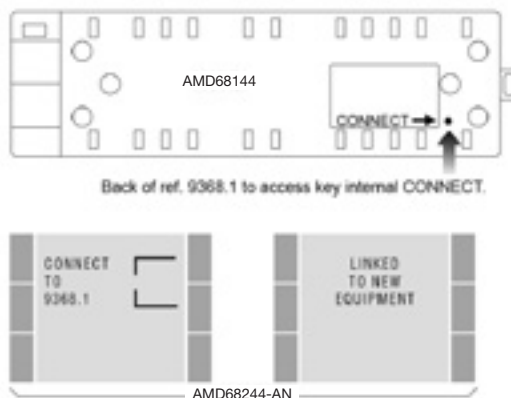 AMD68144
CONNECT
Back of ref. 9368.1 to access key internal CONNECT.
CONNECT
TO
9368.1
LINKED
TO NEW
EQUIPMENT
AMD68244-AN